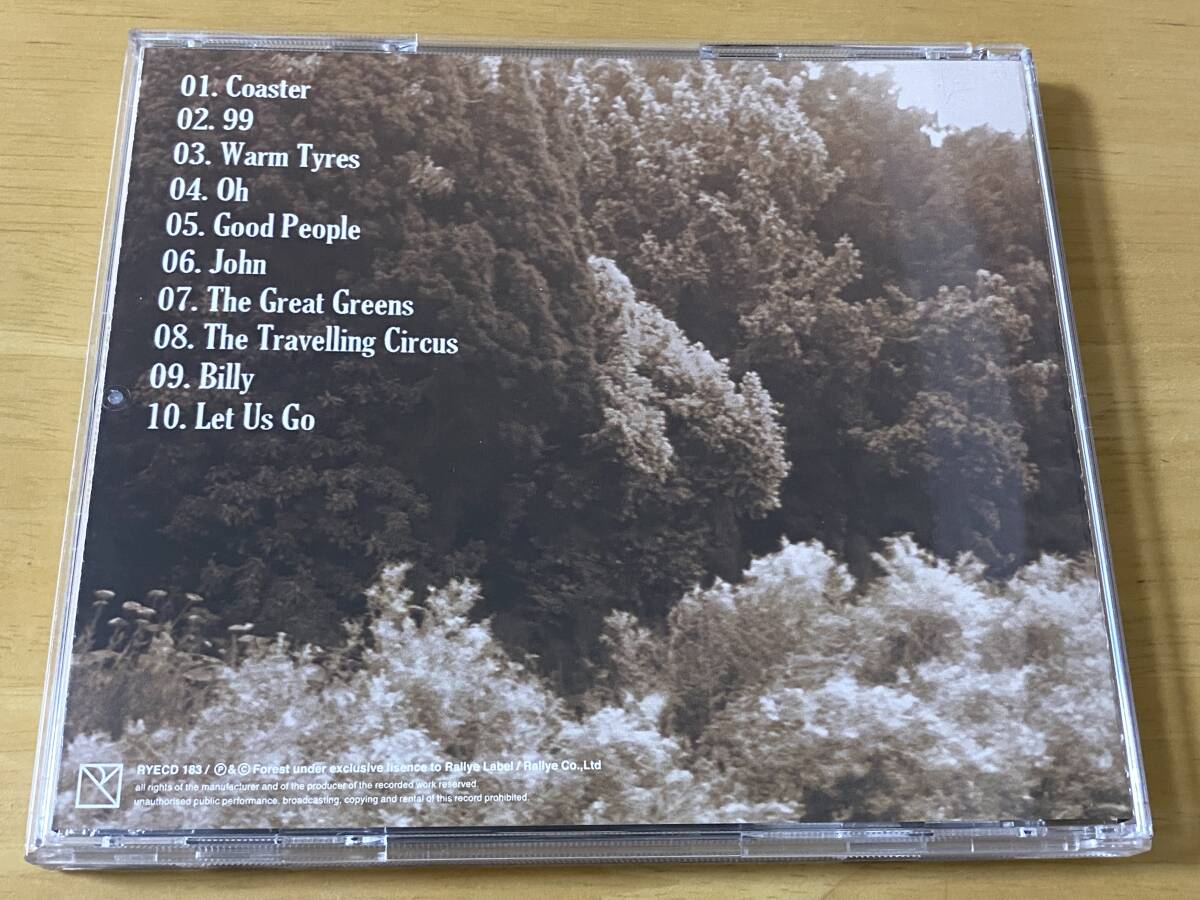 01. Coaster
02. 99
03. Warm Tyres
04. Oh
05. Good People
06. John
07. The Great Greens
08. The Travelling Circus
09. Billy
10. Let Us Go
RYECD 183 / Ⓟ&Ⓒ Forest under exclusive lisence to Rallye Label / Rallye Co.,Ltd
all rights of the manufacturer and of the producer of the recorded work reserved.
unauthorised public performance, broadcasting, copying and rental of this record prohibited.